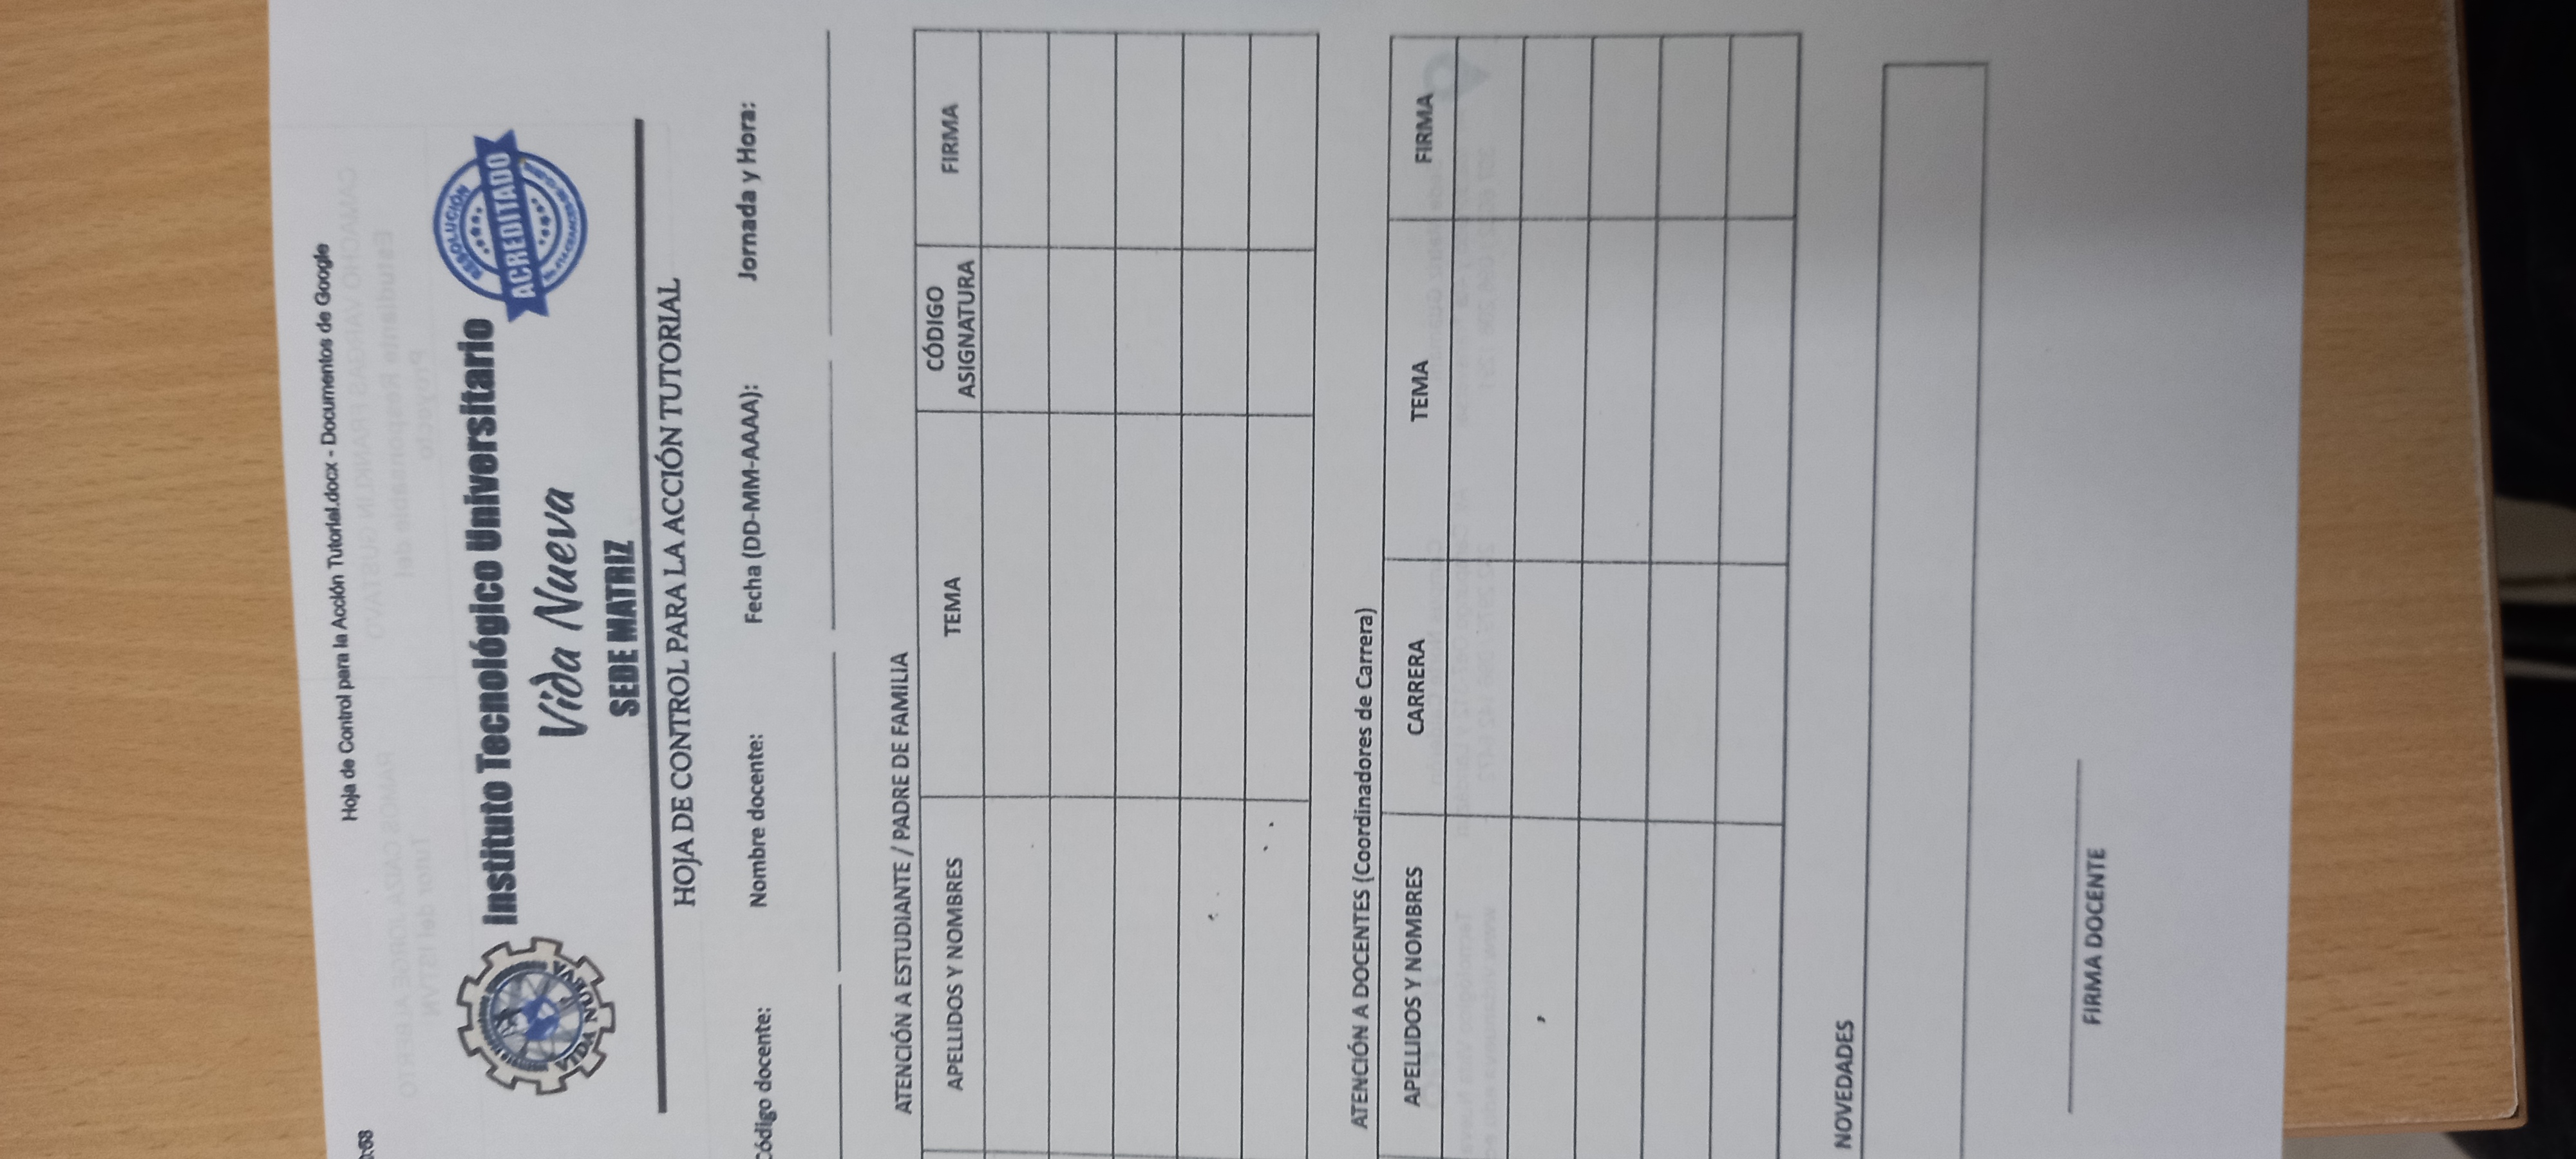 :58
Hoja de Control para la Acción Tutorial.docx - Documentos de Google
Instituto Tecnológico Universitario
Vida Nueva
SEDE MATRIZ
VIDA NUEVA
RESOLUCIÓN
ACREDITADO
HOJA DE CONTROL PARA LA ACCIÓN TUTORIAL
Código docente: Nombre docente: Fecha (DD-MM-AAAA): Jornada y Hora:
ATENCIÓN A ESTUDIANTE / PADRE DE FAMILIA
APELLIDOS Y NOMBRES TEMA CÓDIGO ASIGNATURA FIRMA
ATENCIÓN A DOCENTES (Coordinadores de Carrera)
APELLIDOS Y NOMBRES CARRERA TEMA FIRMA
NOVEDADES
FIRMA DOCENTE